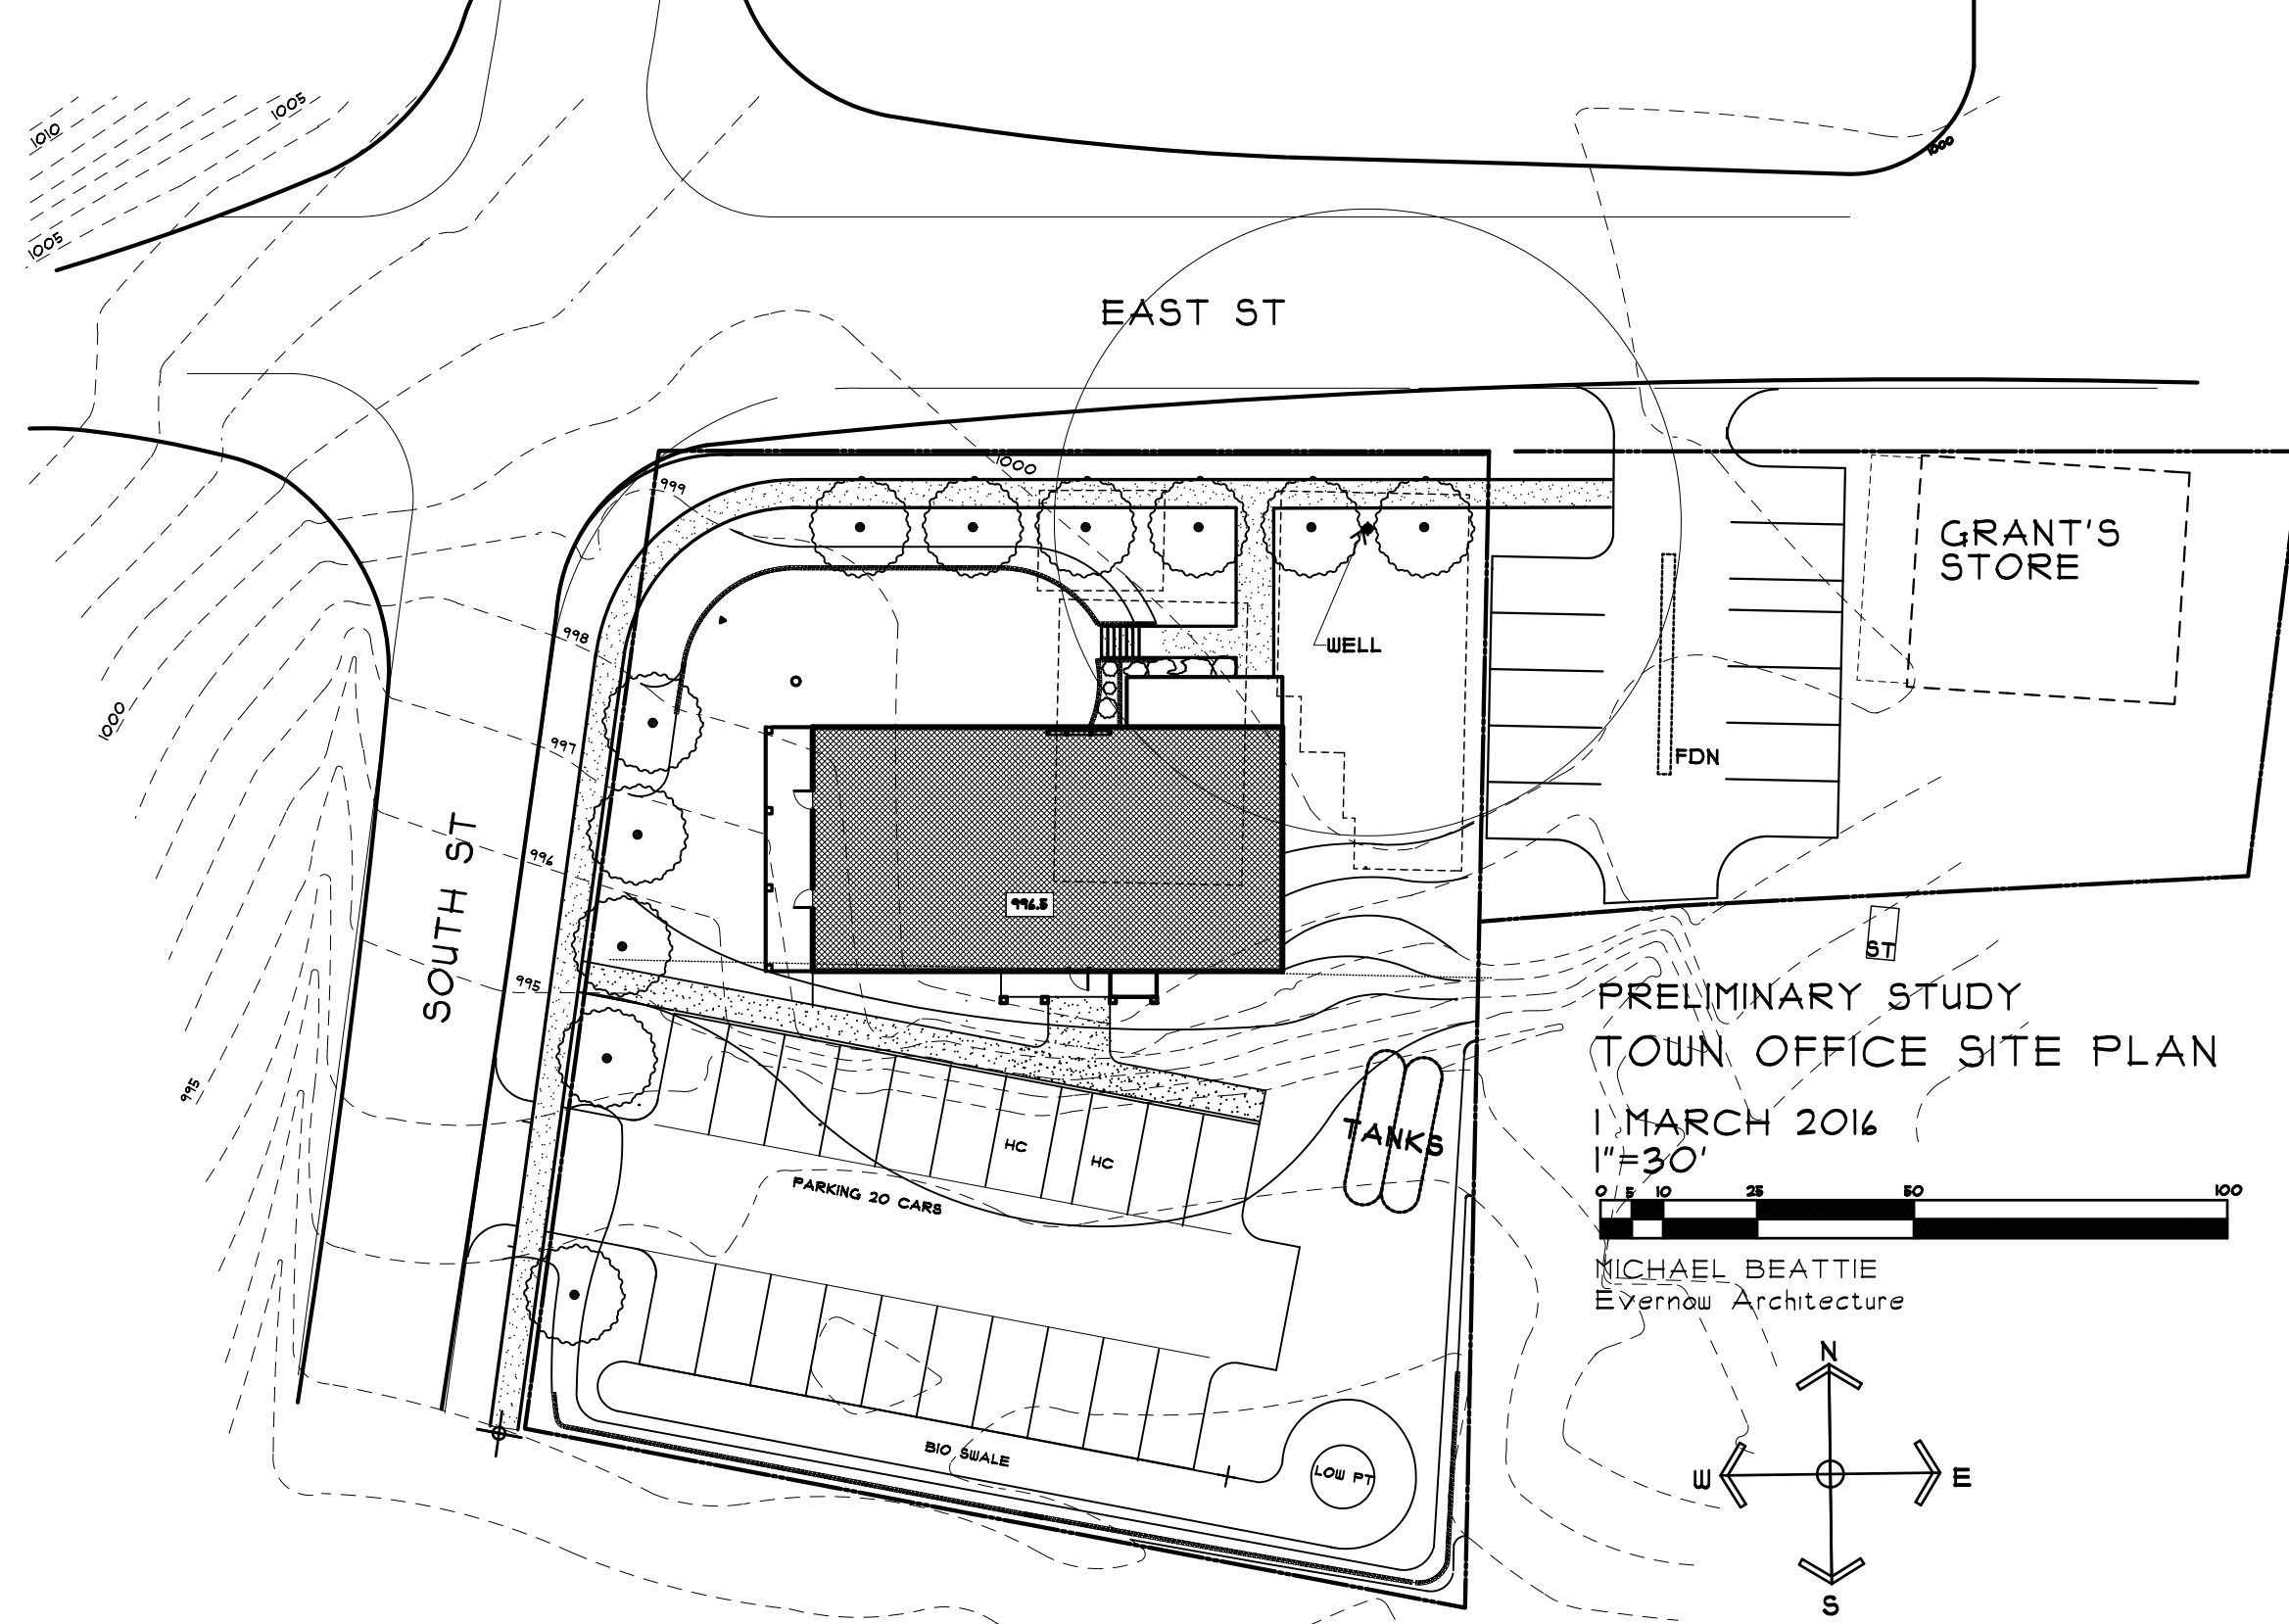 1005
1010
1005
1000
EAST ST
1000
999
GRANT'S
STORE
998
WELL
1000
997
FDN
996
SOUTH ST
996.5
ST
995
995
PRELIMINARY STUDY
TOWN OFFICE SITE PLAN
1 MARCH 2016
1"=30'
0 5 10 25 50 100
MICHAEL BEATTIE
Evernow Architecture
TANKS
HC
HC
PARKING 20 CARS
BIO SWALE
LOW PT
N
W
E
S